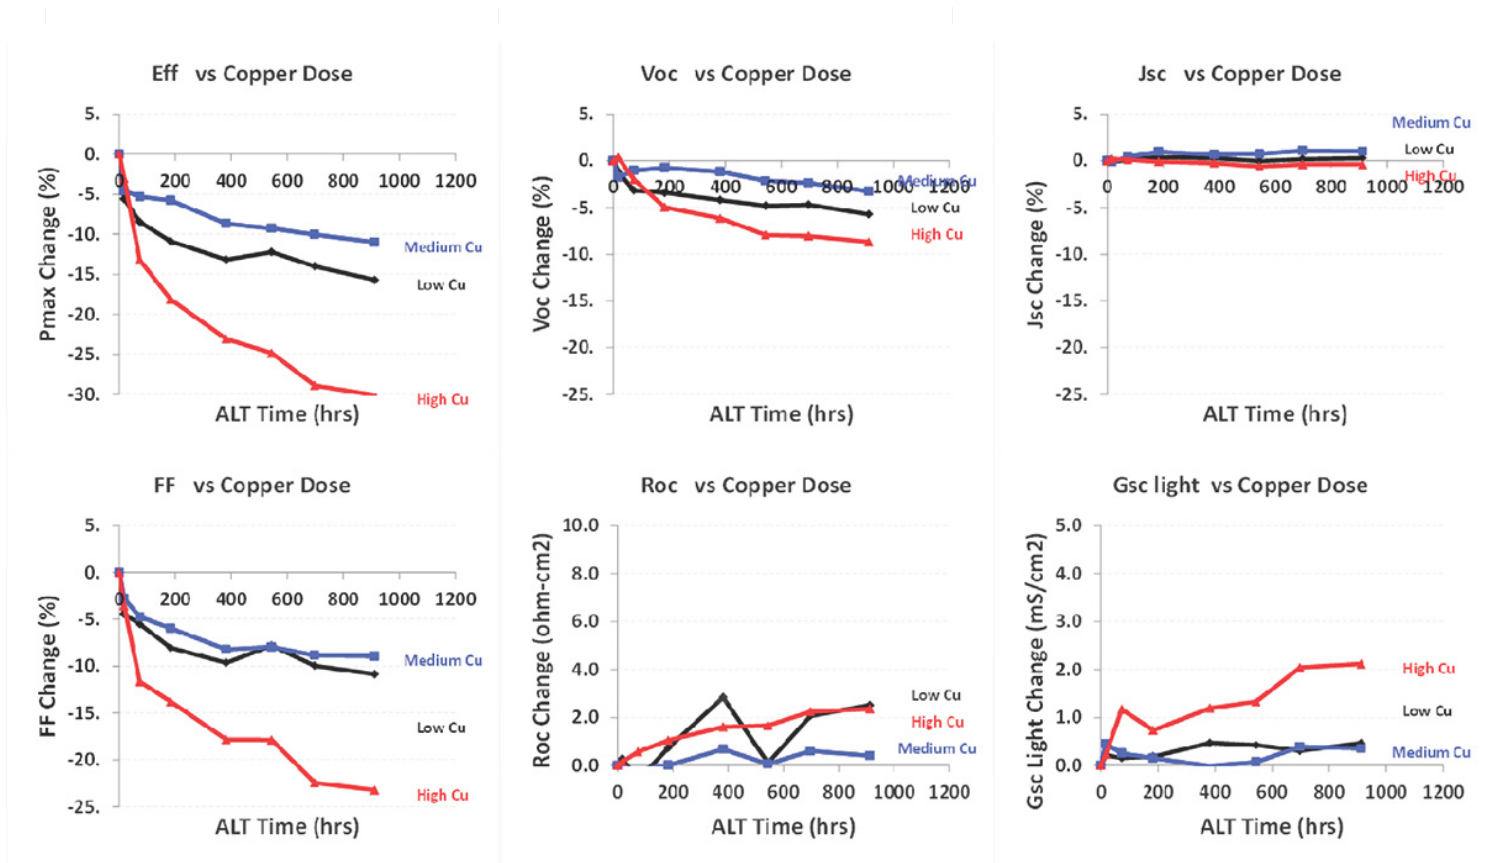 Eff vs Copper Dose
5.
0.
-5.
-10.
-15.
-20.
-25.
-30.
0 200 400 600 800 1000 1200
Pmax Change (%)
Medium Cu
Low Cu
High Cu
ALT Time (hrs)
Voc vs Copper Dose
5.
0.
-5.
-10.
-15.
-20.
-25.
0 200 400 600 800 1000 1200
Voc Change (%)
Medium Cu
Low Cu
High Cu
ALT Time (hrs)
Jsc vs Copper Dose
5.
0.
-5.
-10.
-15.
-20.
-25.
0 200 400 600 800 1000 1200
Jsc Change (%)
Medium Cu
Low Cu
High Cu
ALT Time (hrs)
FF vs Copper Dose
5.
0.
-5.
-10.
-15.
-20.
-25.
0 200 400 600 800 1000 1200
FF Change (%)
Medium Cu
Low Cu
High Cu
ALT Time (hrs)
Roc vs Copper Dose
10.0
8.0
6.0
4.0
2.0
0.0
Roc Change (ohm-cm2)
Low Cu
High Cu
Medium Cu
0 200 400 600 800 1000 1200
ALT Time (hrs)
Gsc light vs Copper Dose
5.0
4.0
3.0
2.0
1.0
0.0
Gsc Light Change (mS/cm2)
High Cu
Low Cu
Medium Cu
0 200 400 600 800 1000 1200
ALT Time (hrs)